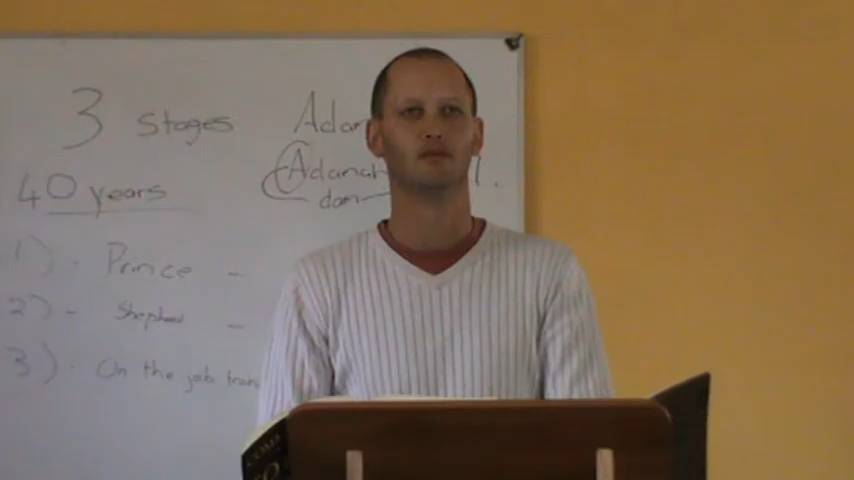 3 stages
40 years
1) - Prince -
2) - Shepherd -
3) - On the job train
Adam
Adamah
dam